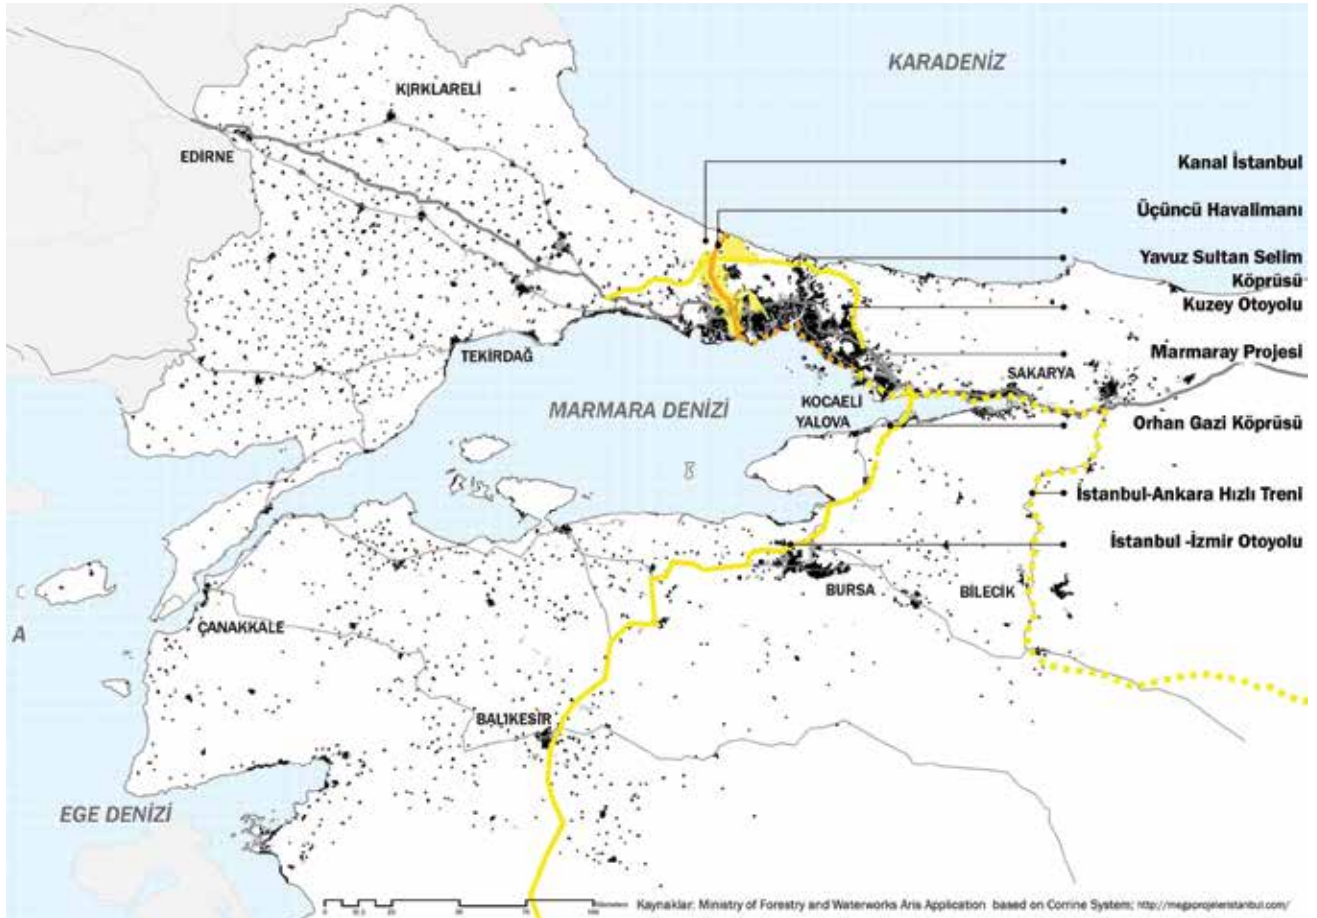 KARADENİZ
KIRKLARELİ
EDİRNE
Kanal İstanbul
Üçüncü Havalimanı
Yavuz Sultan Selim
Köprüsü
Kuzey Otoyolu
Marmaray Projesi
TEKİRDAĞ
SAKARYA
MARMARA DENİZİ
KOCAELİ
YALOVA
Orhan Gazi Köprüsü
İstanbul-Ankara Hızlı Treni
İstanbul -İzmir Otoyolu
BURSA
BİLECİK
ÇANAKKALE
A
BALIKESİR
EGE DENİZİ
Kaynaklar: Ministry of Forestry and Waterworks Aris Application based on Corrine System; http://megaprojeleristanbul.com/